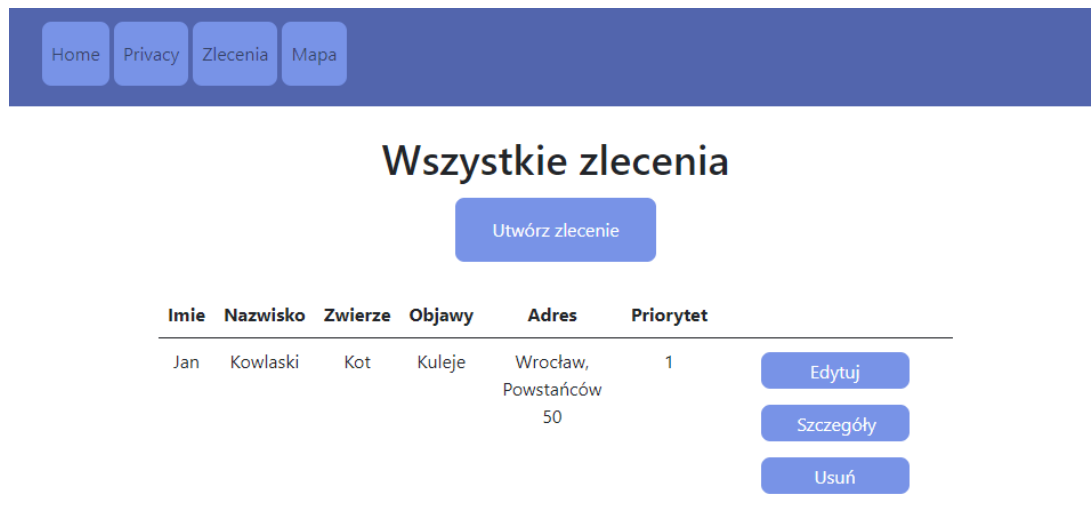 Home Privacy Zlecenia Mapa
Wszystkie zlecenia
Utwórz zlecenie
Imie Nazwisko Zwierze Objawy Adres Priorytet
Jan Kowlaski Kot Kuleje Wrocław, 1 Edytuj
Powstańców
50 Szczegóły
Usuń